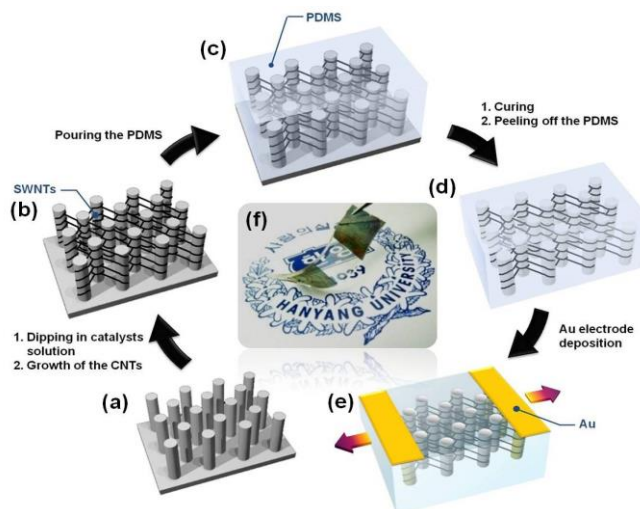 PDMS
(c)
1. Curing
2. Peeling off the PDMS
Pouring the PDMS
SWNTs
(b)
(d)
(f)
HANYANG UNIVERSITY
1. Dipping in catalysts
solution
2. Growth of the CNTs
Au electrode
deposition
(a)
(e)
Au